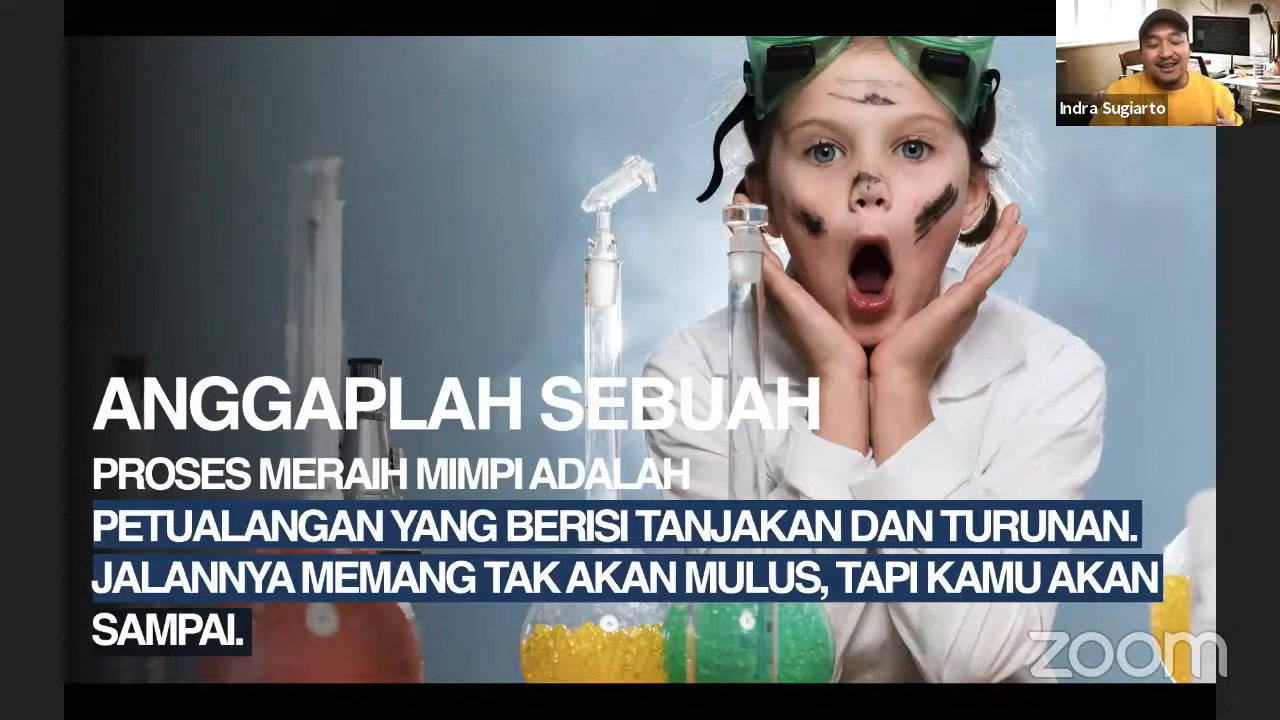 Indra Sugiarto
ANGGAPLAH SEBUAH
PROSES MERAIH MIMPI ADALAH
PETUALANGAN YANG BERISI TANJAKAN DAN TURUNAN.
JALANNYA MEMANG TAK AKAN MULUS, TAPI KAMU AKAN
SAMPAI.
zoom